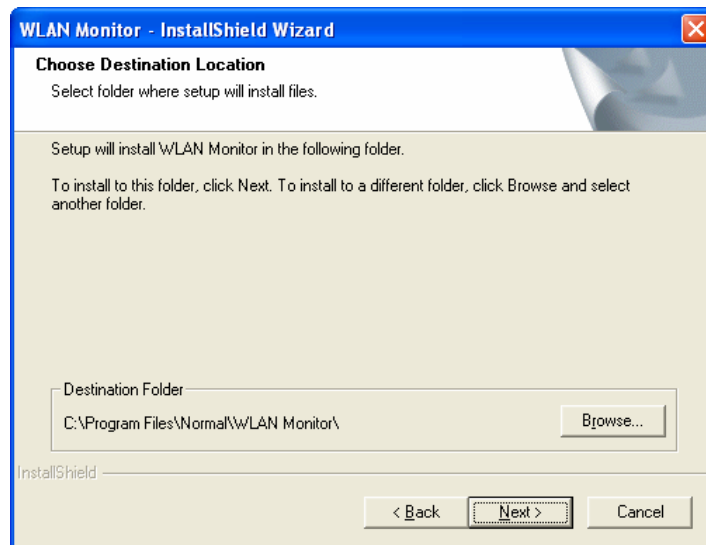 WLAN Monitor - InstallShield Wizard
Choose Destination Location
Select folder where setup will install files.
Setup will install WLAN Monitor in the following folder.
To install to this folder, click Next. To install to a different folder, click Browse and select
another folder.
Destination Folder
C:\Program Files\Normal\WLAN Monitor\
Browse...
InstallShield
< Back
Next >
Cancel